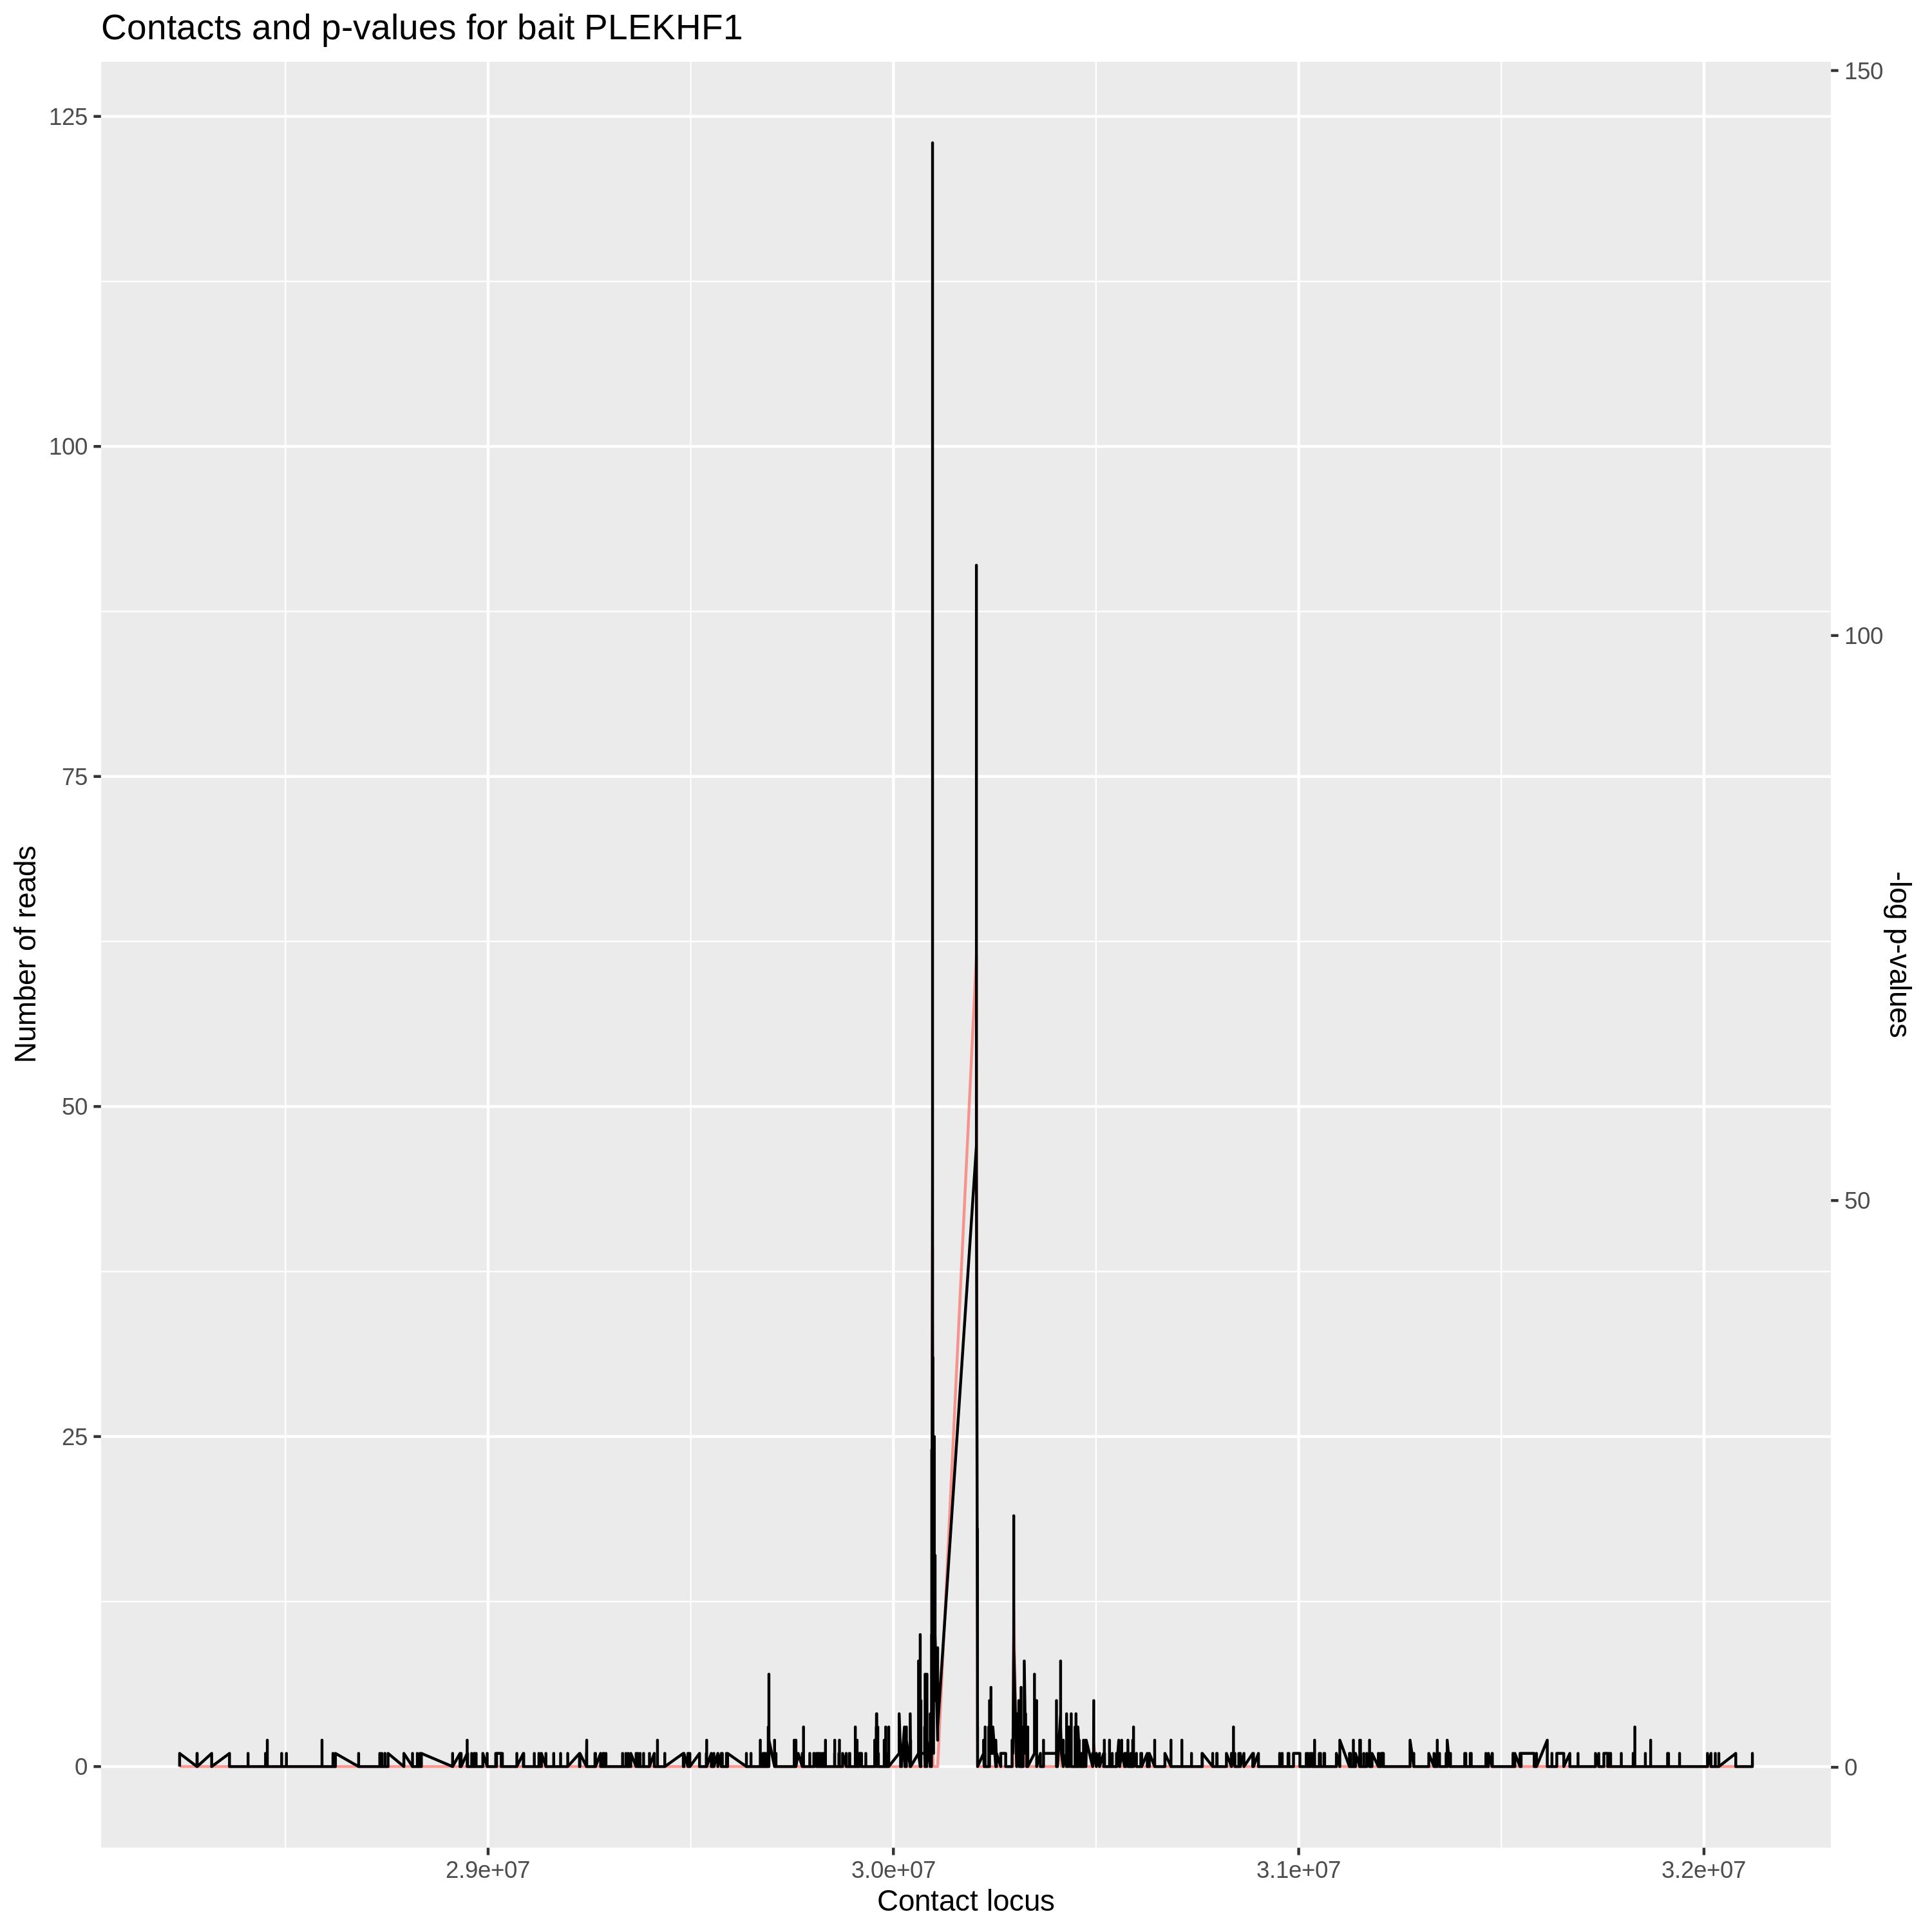 Contacts and p-values for bait PLEKHF1
125
100
75
50
25
0
Number of reads
150
100
50
0
-log p-values
2.9e+07
3.0e+07
3.1e+07
3.2e+07
Contact locus